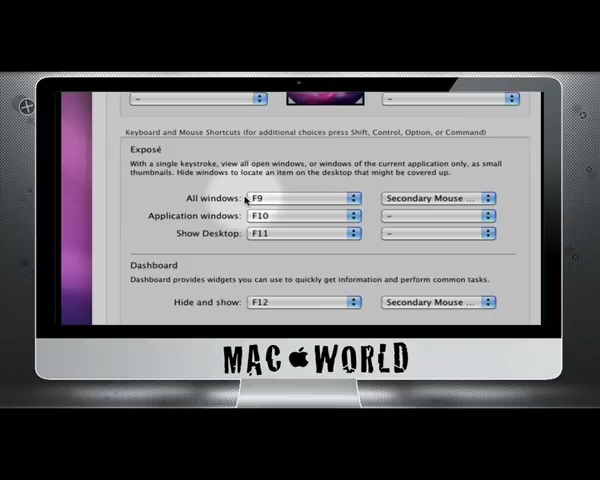 –
–
Keyboard and Mouse Shortcuts (for additional choices press Shift, Control, Option, or Command)
Exposé
With a single keystroke, view all open windows, or windows of the current application only, as small
thumbnails. Hide windows to locate an item on the desktop that might be covered up.
All windows: F9 Secondary Mouse ...
Application windows: F10 –
Show Desktop: F11 –
Dashboard
Dashboard provides widgets you can use to quickly get information and perform common tasks.
Hide and show: F12 Secondary Mouse ...
MAC WORLD